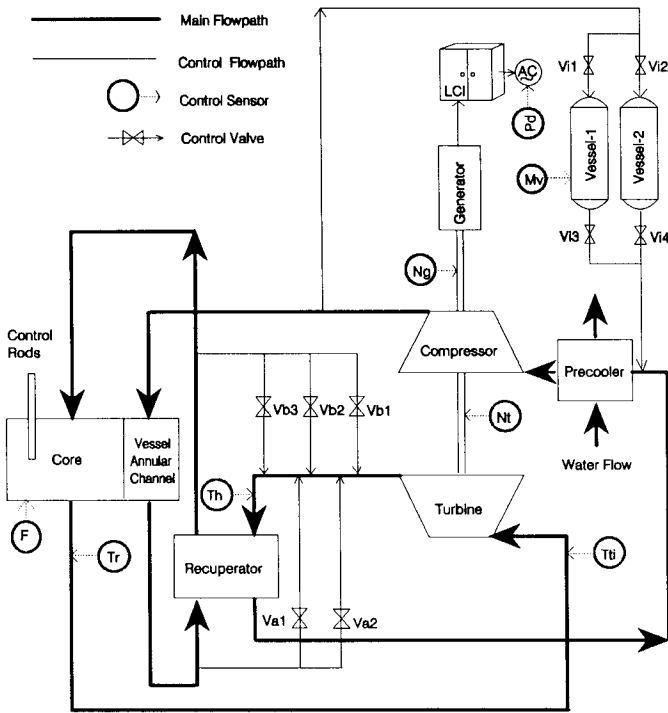 Main Flowpath
Control Flowpath
Control Sensor
Control Valve
LCI
AC
Pd
Vi1
Vi2
Vessel-1
Vessel-2
Mv
Generator
Vi3
Vi4
Ng
Control
Rods
Compressor
Precooler
Vb3
Vb2
Vb1
Nt
Core
Vessel
Annular
Channel
Water Flow
Th
Turbine
F
Tr
Recuperator
Tti
Va1
Va2